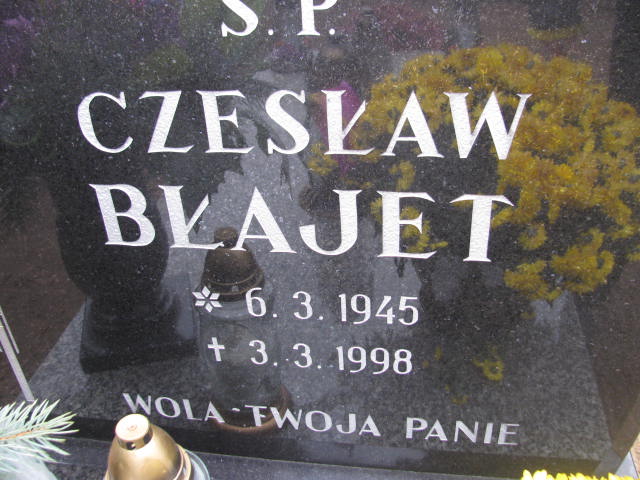 Ś. P.
CZESŁAW
BŁAJET
* 6. 3. 1945
✝ 3. 3. 1998
WOLA TWOJA PANIE